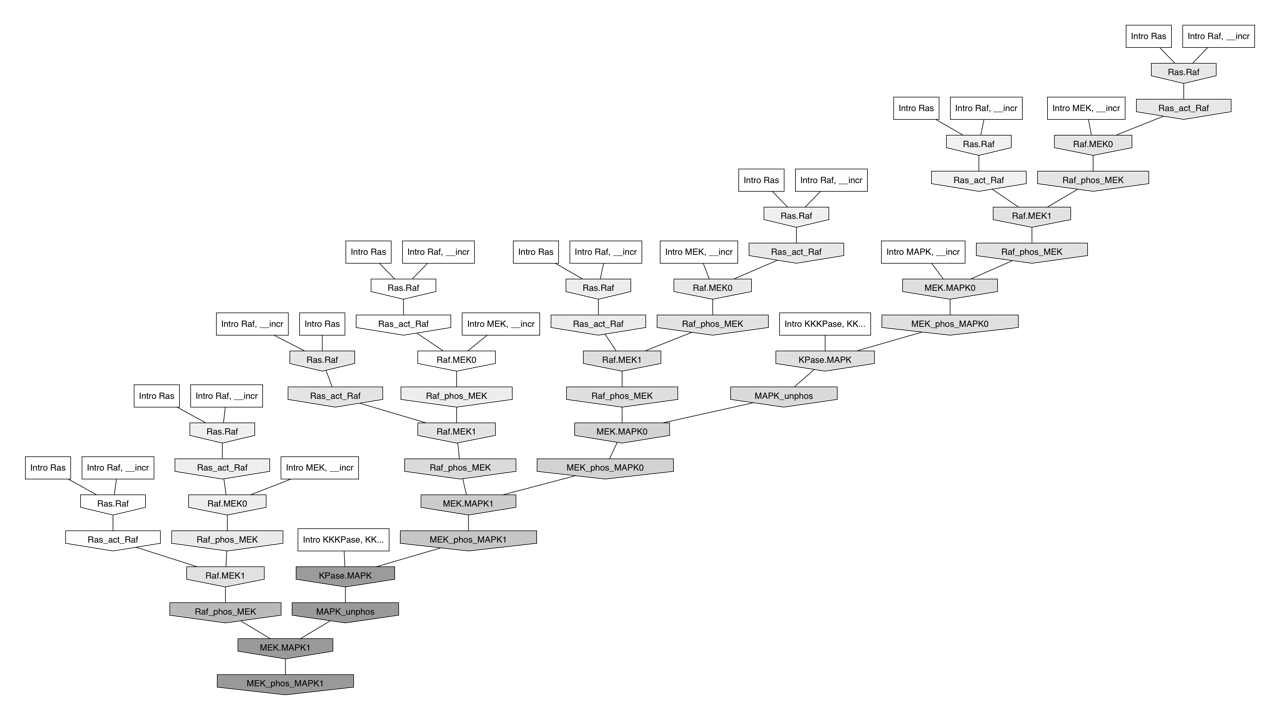 Intro Ras
Intro Raf, __incr
Ras.Raf
Intro Ras
Intro Raf, __incr
Intro MEK, __incr
Ras_act_Raf
Ras.Raf
Raf.MEK0
Intro Ras
Intro Raf, __incr
Ras_act_Raf
Raf_phos_MEK
Ras.Raf
Raf.MEK1
Intro Ras
Intro Raf, __incr
Intro Ras
Intro Raf, __incr
Intro MEK, __incr
Ras_act_Raf
Intro MAPK, __incr
Raf_phos_MEK
Ras.Raf
Ras.Raf
Raf.MEK0
MEK.MAPK0
Intro Raf, __incr
Intro Ras
Ras_act_Raf
Intro MEK, __incr
Ras_act_Raf
Raf_phos_MEK
Intro KKKPase, KK...
MEK_phos_MAPK0
Ras.Raf
Raf.MEK0
Raf.MEK1
KPase.MAPK
Intro Ras
Intro Raf, __incr
Ras_act_Raf
Raf_phos_MEK
Raf_phos_MEK
MAPK_unphos
Ras.Raf
Raf.MEK1
MEK.MAPK0
Intro Ras
Intro Raf, __incr
Ras_act_Raf
Intro MEK, __incr
Raf_phos_MEK
MEK_phos_MAPK0
Ras.Raf
Raf.MEK0
MEK.MAPK1
Ras_act_Raf
Raf_phos_MEK
Intro KKKPase, KK...
MEK_phos_MAPK1
Raf.MEK1
KPase.MAPK
Raf_phos_MEK
MAPK_unphos
MEK.MAPK1
MEK_phos_MAPK1